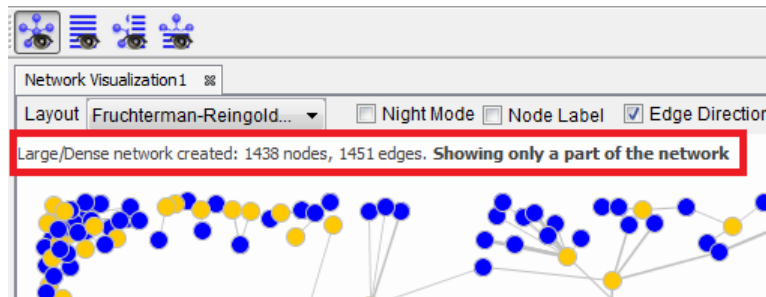 Network Visualization1
Layout Fruchterman-Reingold... Night Mode Node Label Edge Direction
Large/Dense network created: 1438 nodes, 1451 edges. Showing only a part of the network